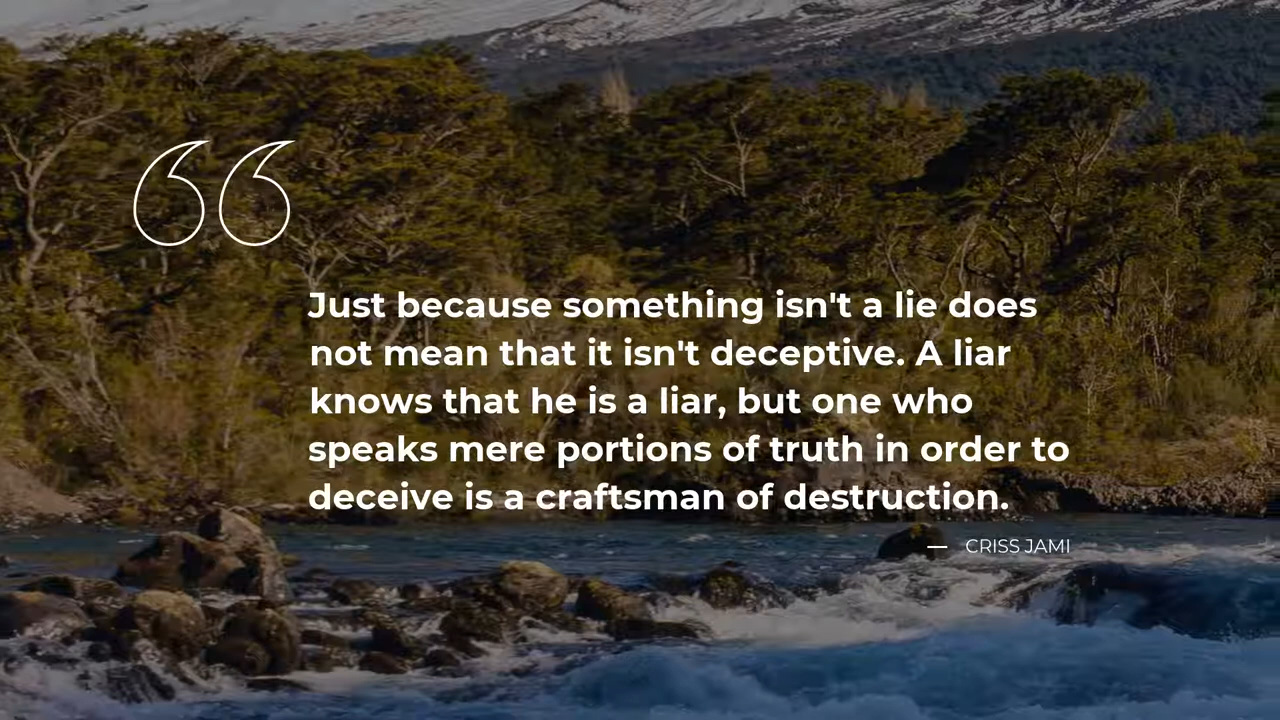 Just because something isn't a lie does
not mean that it isn't deceptive. A liar
knows that he is a liar, but one who
speaks mere portions of truth in order to
deceive is a craftsman of destruction.
— CRISS JAMI